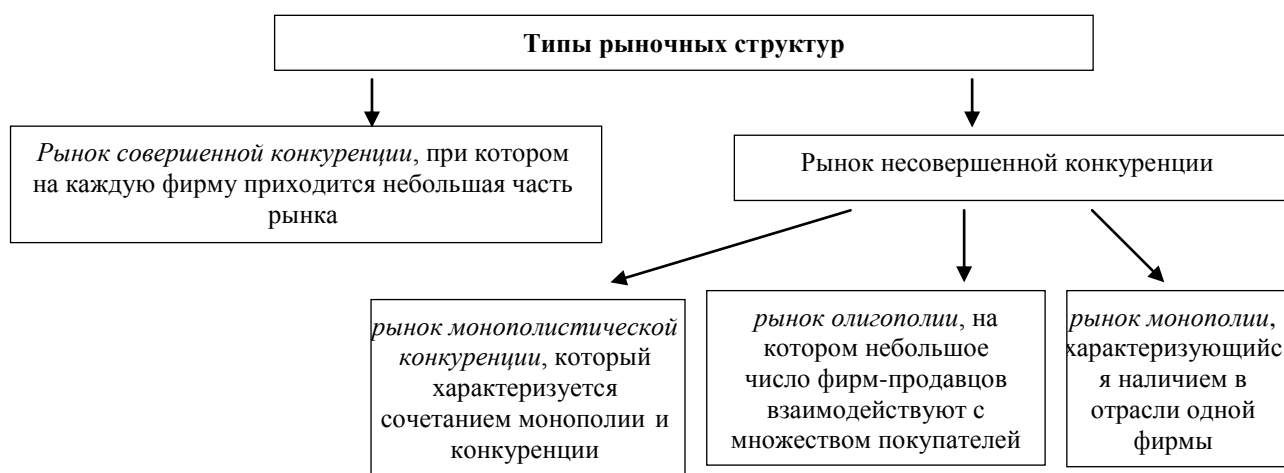 Типы рыночных структур
Рынок совершенной конкуренции, при котором
на каждую фирму приходится небольшая часть
рынка
Рынок несовершенной конкуренции
рынок монополистической
конкуренции, который
характеризуется
сочетанием монополии и
конкуренции
рынок олигополии, на
котором небольшое
число фирм-продавцов
взаимодействуют с
множеством покупателей
рынок монополии,
характеризующийс
я наличием в
отрасли одной
фирмы